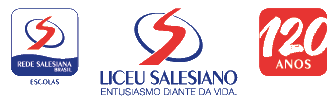 REDE SALESIANA
BRASIL
ESCOLAS
LICEU SALESIANO
ENTUSIASMO DIANTE DA VIDA.
120
ANOS